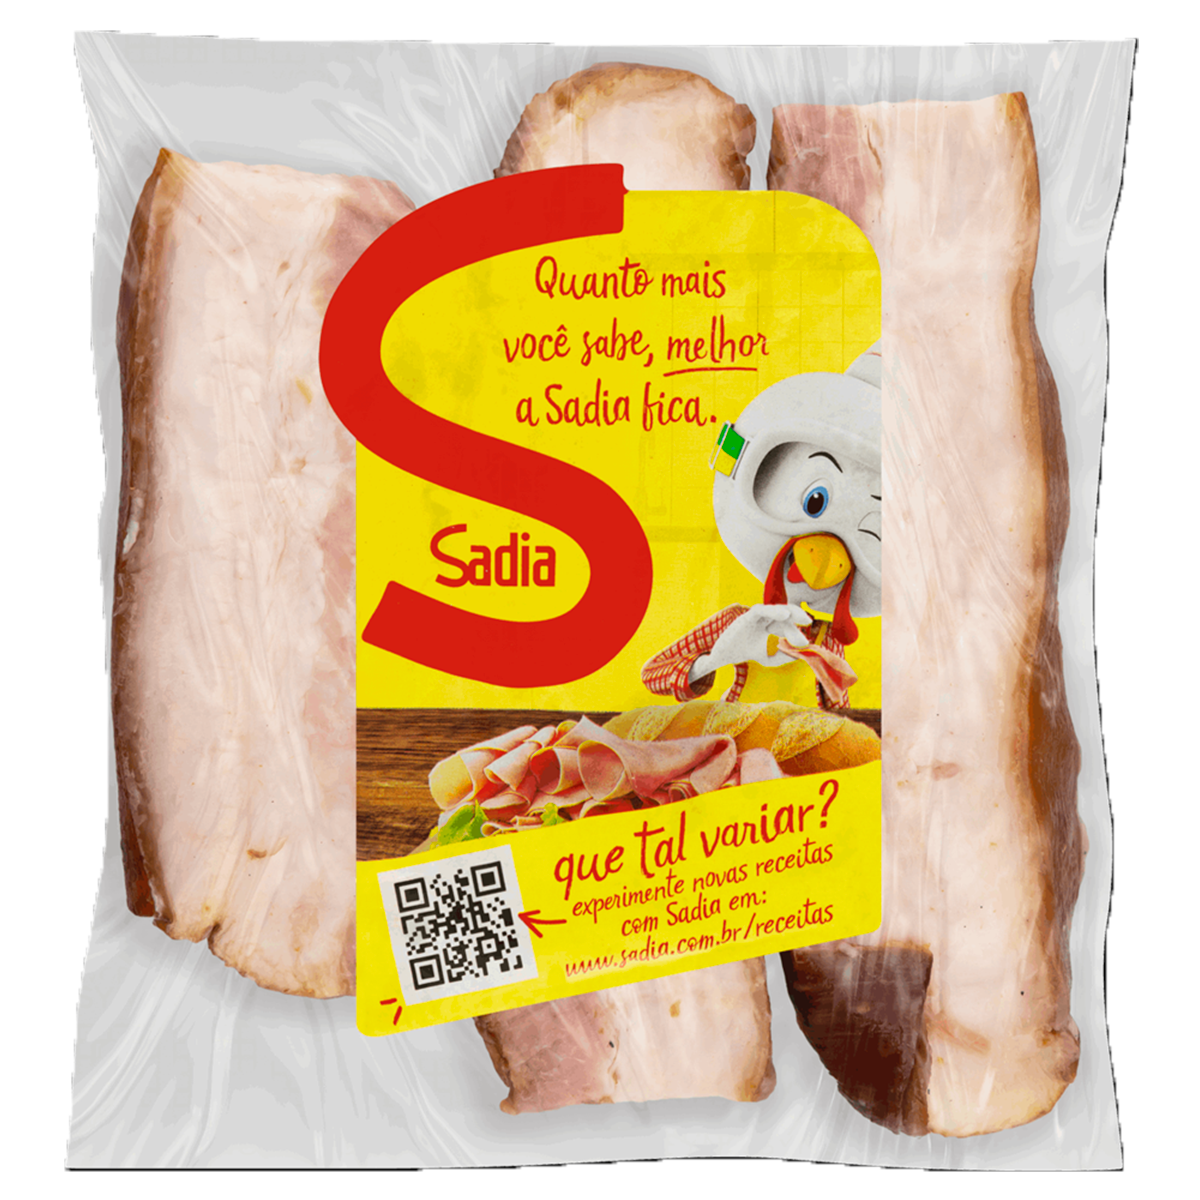 Quanto mais
você sabe, melhor
a Sadia fica.
Sadia
que tal variar?
experimente novas receitas
com Sadia em:
www.sadia.com.br/receitas